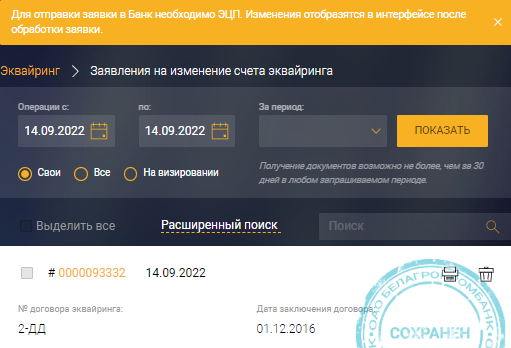 Для отправки заявки в Банк необходимо ЭЦП. Изменения отобразятся в интерфейсе после
обработки заявки.
Эквайринг > Заявления на изменение счета эквайринга
Операции с: по: За период:
14.09.2022 14.09.2022 ПОКАЗАТЬ
Свои Все На визировании
Получение документов возможно не более, чем за 30
дней в любом запрашиваемом периоде.
Выделить все Расширенный поиск Поиск
# 0000093332 14.09.2022
№ договора эквайринга: Дата заключения договора:
2-ДД 01.12.2016
СОХРАНЕН